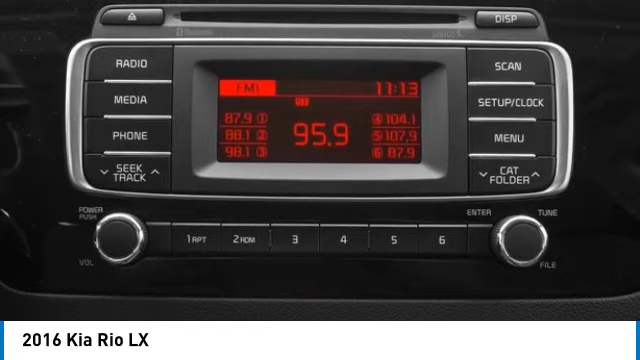 DISP
Bluetooth
RADIO
MEDIA
PHONE
SEEK
TRACK
FM1
11:13
87.9 1
88.1 2
98.1 3
95.9
4 104.1
5 107.9
6 87.9
SCAN
SETUP/CLOCK
MENU
CAT
FOLDER
POWER
PUSH
VOL
1 RPT
2 RDM
3
4
5
6
ENTER
TUNE
FILE
2016 Kia Rio LX